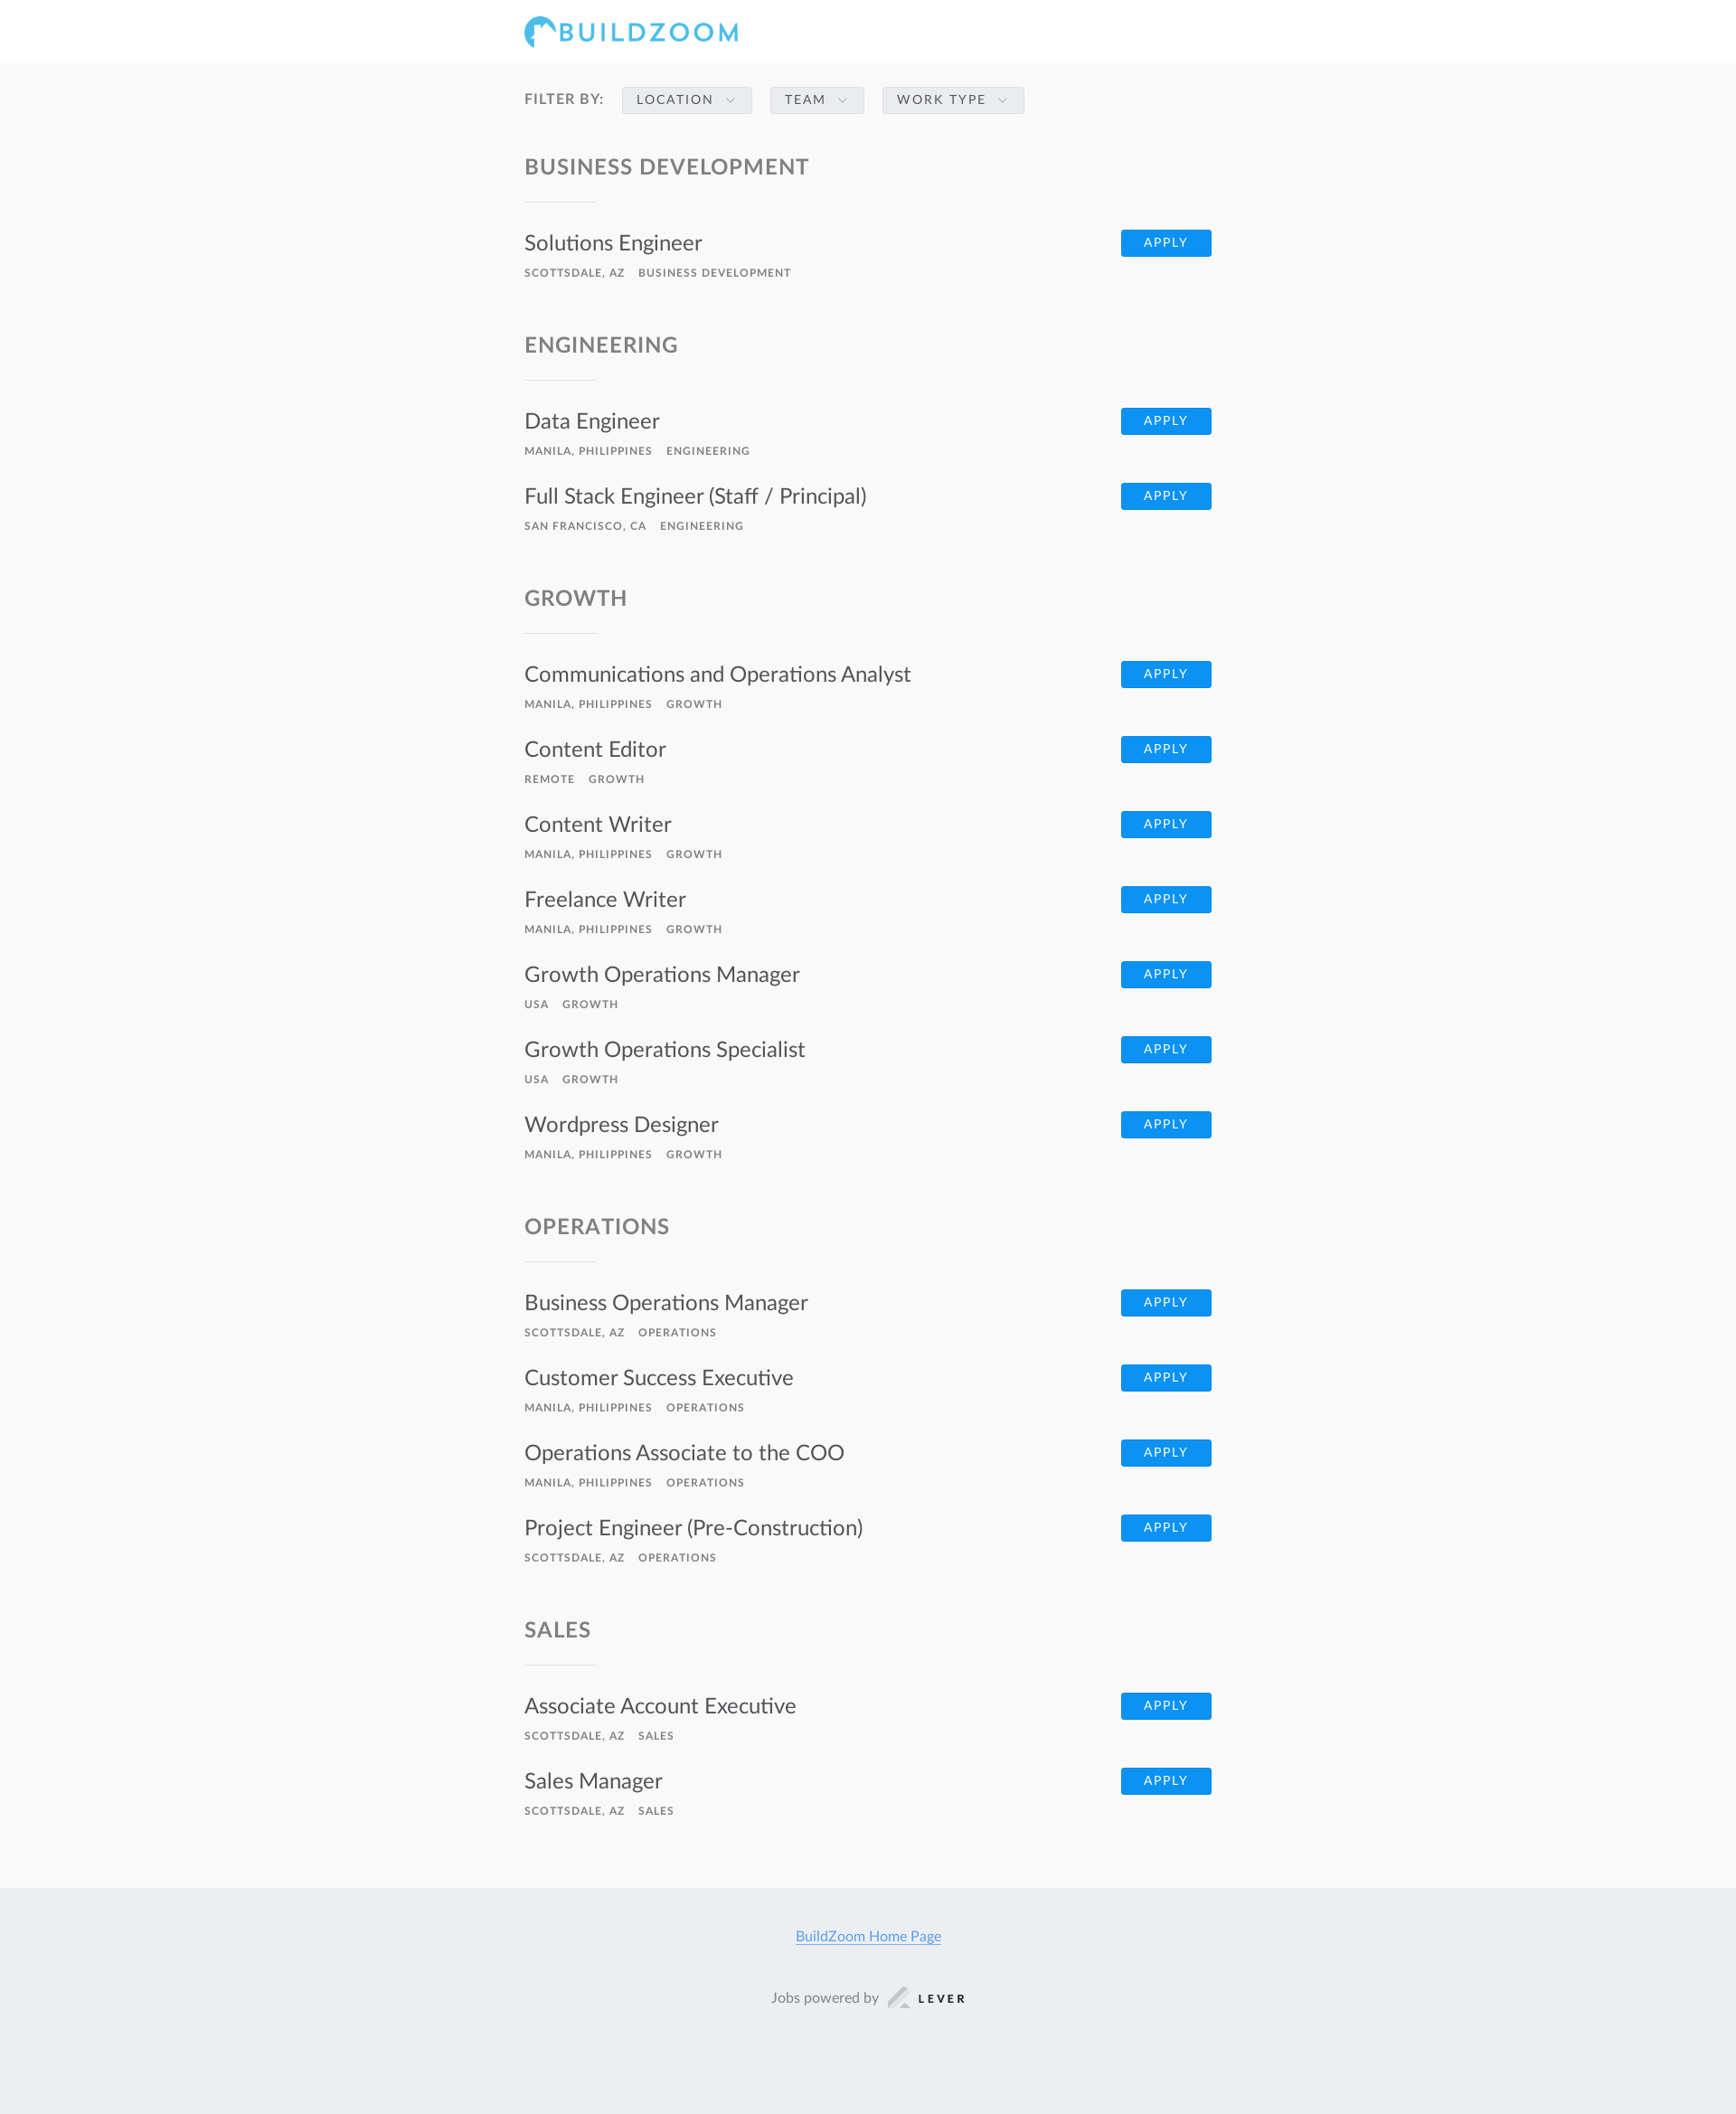 BUILDZOOM
FILTER BY: LOCATION TEAM WORK TYPE
BUSINESS DEVELOPMENT
Solutions Engineer APPLY
SCOTTSDALE, AZ BUSINESS DEVELOPMENT
ENGINEERING
Data Engineer APPLY
MANILA, PHILIPPINES ENGINEERING
Full Stack Engineer (Staff / Principal) APPLY
SAN FRANCISCO, CA ENGINEERING
GROWTH
Communications and Operations Analyst APPLY
MANILA, PHILIPPINES GROWTH
Content Editor APPLY
REMOTE GROWTH
Content Writer APPLY
MANILA, PHILIPPINES GROWTH
Freelance Writer APPLY
MANILA, PHILIPPINES GROWTH
Growth Operations Manager APPLY
USA GROWTH
Growth Operations Specialist APPLY
USA GROWTH
Wordpress Designer APPLY
MANILA, PHILIPPINES GROWTH
OPERATIONS
Business Operations Manager APPLY
SCOTTSDALE, AZ OPERATIONS
Customer Success Executive APPLY
MANILA, PHILIPPINES OPERATIONS
Operations Associate to the COO APPLY
MANILA, PHILIPPINES OPERATIONS
Project Engineer (Pre-Construction) APPLY
SCOTTSDALE, AZ OPERATIONS
SALES
Associate Account Executive APPLY
SCOTTSDALE, AZ SALES
Sales Manager APPLY
SCOTTSDALE, AZ SALES
BuildZoom Home Page
Jobs powered by LEVER